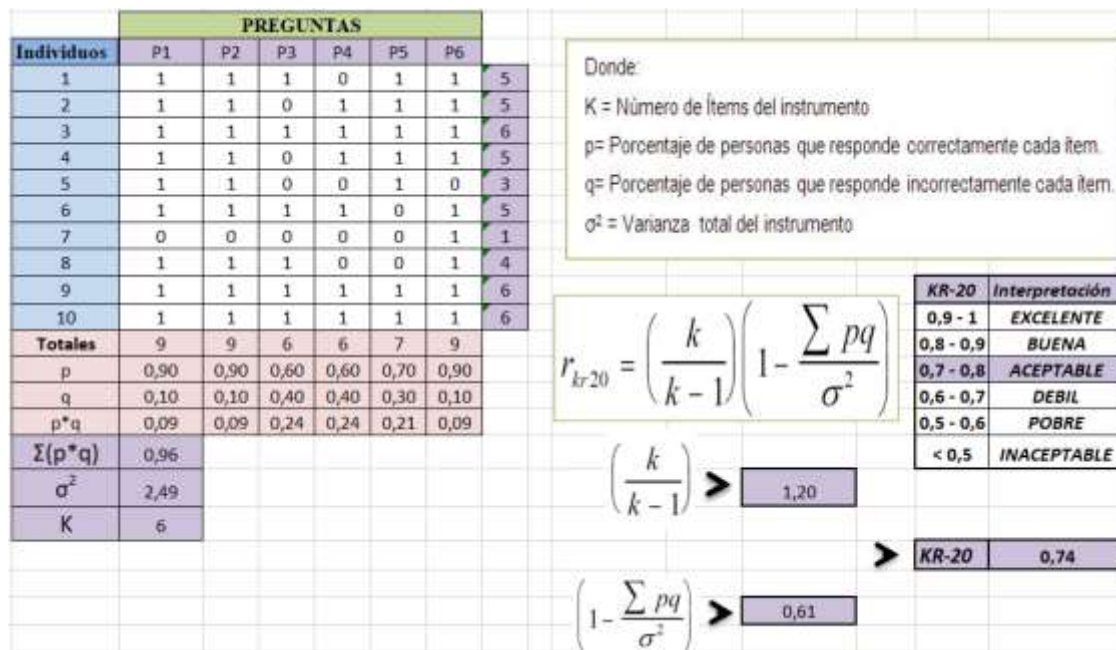 PREGUNTAS
Individuos P1 P2 P3 P4 P5 P6
1 1 1 1 0 1 1 5
2 1 1 0 1 1 1 5
3 1 1 1 1 1 1 6
4 1 1 0 1 1 1 5
5 1 1 0 0 1 0 3
6 1 1 1 1 0 1 5
7 0 0 0 0 0 1 1
8 1 1 1 0 0 1 4
9 1 1 1 1 1 1 6
10 1 1 1 1 1 1 6
Totales 9 9 6 6 7 9
p 0,90 0,90 0,60 0,60 0,70 0,90
q 0,10 0,10 0,40 0,40 0,30 0,10
p*q 0,09 0,09 0,24 0,24 0,21 0,09
Σ(p*q) 0,96
σ² 2,49
K 6
Donde:
K = Número de Ítems del instrumento
p= Porcentaje de personas que responde correctamente cada ítem.
q= Porcentaje de personas que responde incorrectamente cada ítem.
σ² = Varianza total del instrumento
r_kr20 = (k / (k − 1)) (1 − Σ pq / σ²)
KR-20 Interpretación
0,9 - 1 EXCELENTE
0,8 - 0,9 BUENA
0,7 - 0,8 ACEPTABLE
0,6 - 0,7 DEBIL
0,5 - 0,6 POBRE
< 0,5 INACEPTABLE
(k / (k − 1)) > 1,20
> KR-20 0,74
(1 − Σ pq / σ²) > 0,61